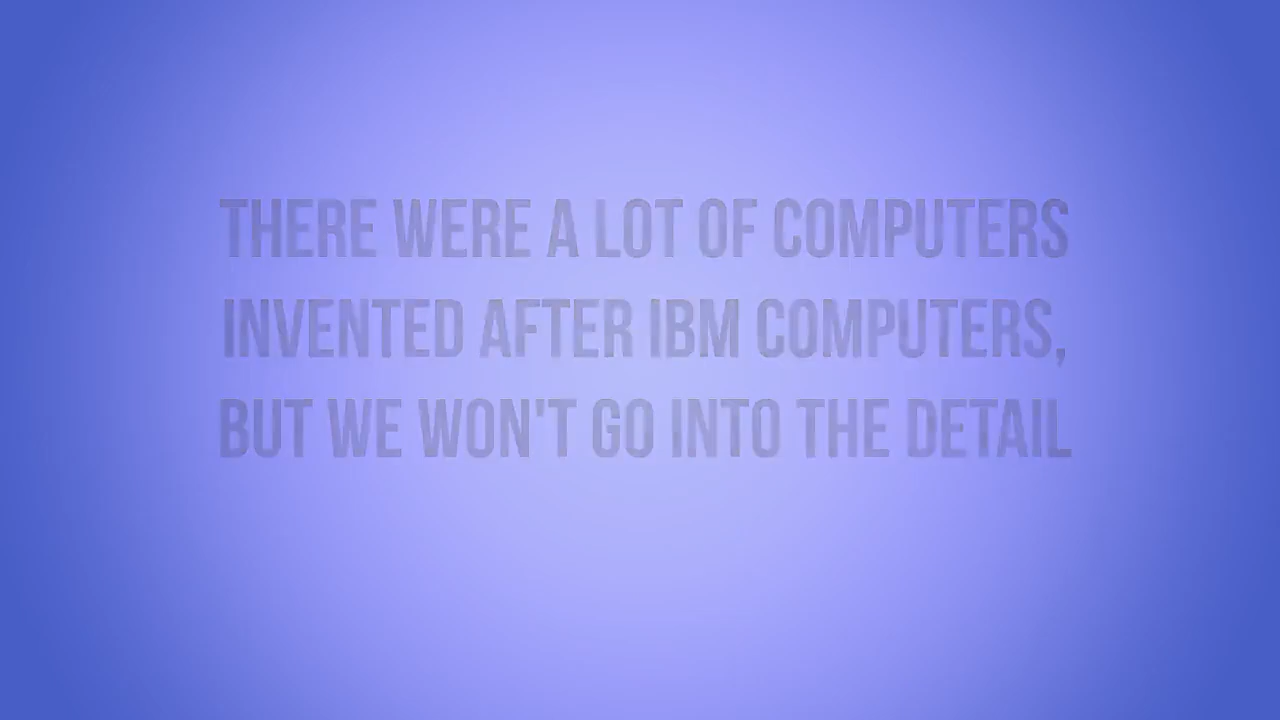 THERE WERE A LOT OF COMPUTERS
INVENTED AFTER IBM COMPUTERS,
BUT WE WON'T GO INTO THE DETAIL